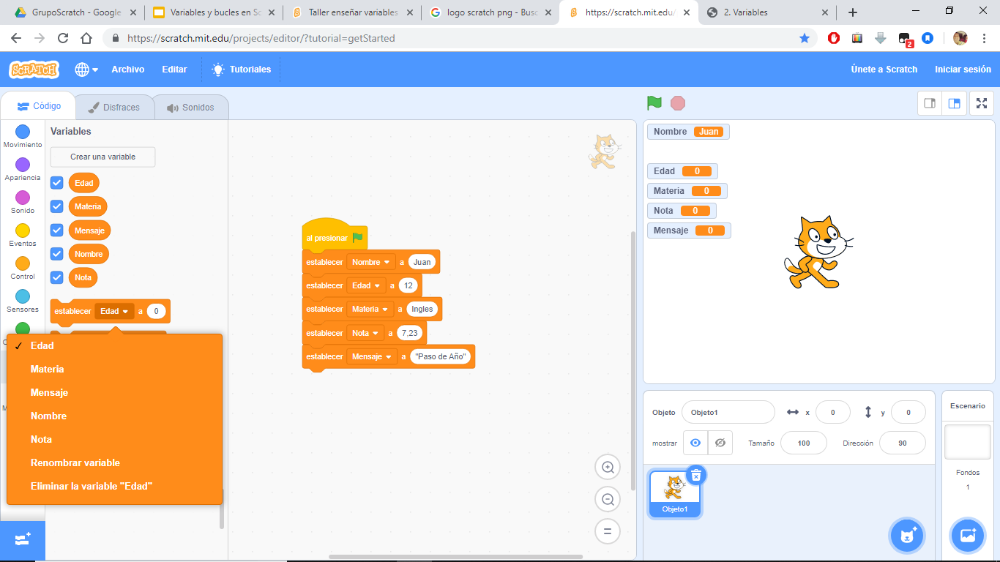 GrupoScratch - Google
Variables y bucles en Sc
Taller enseñar variables
logo scratch png - Busc
https://scratch.mit.edu/
2. Variables
https://scratch.mit.edu/projects/editor/?tutorial=getStarted
2
SCRATCH
Archivo
Editar
Tutoriales
Únete a Scratch
Iniciar sesión
Código
Disfraces
Sonidos
Movimiento
Apariencia
Sonido
Eventos
Control
Sensores
Variables
Crear una variable
Edad
Materia
Mensaje
Nombre
Nota
establecer Edad a 0
Edad
Materia
Mensaje
Nombre
Nota
Renombrar variable
Eliminar la variable "Edad"
al presionar
establecer Nombre a Juan
establecer Edad a 12
establecer Materia a Ingles
establecer Nota a 7,23
establecer Mensaje a "Paso de Año"
Nombre Juan
Edad 0
Materia 0
Nota 0
Mensaje 0
Objeto Objeto1 x 0 y 0
mostrar Tamaño 100 Dirección 90
Objeto1
Escenario
Fondos
1